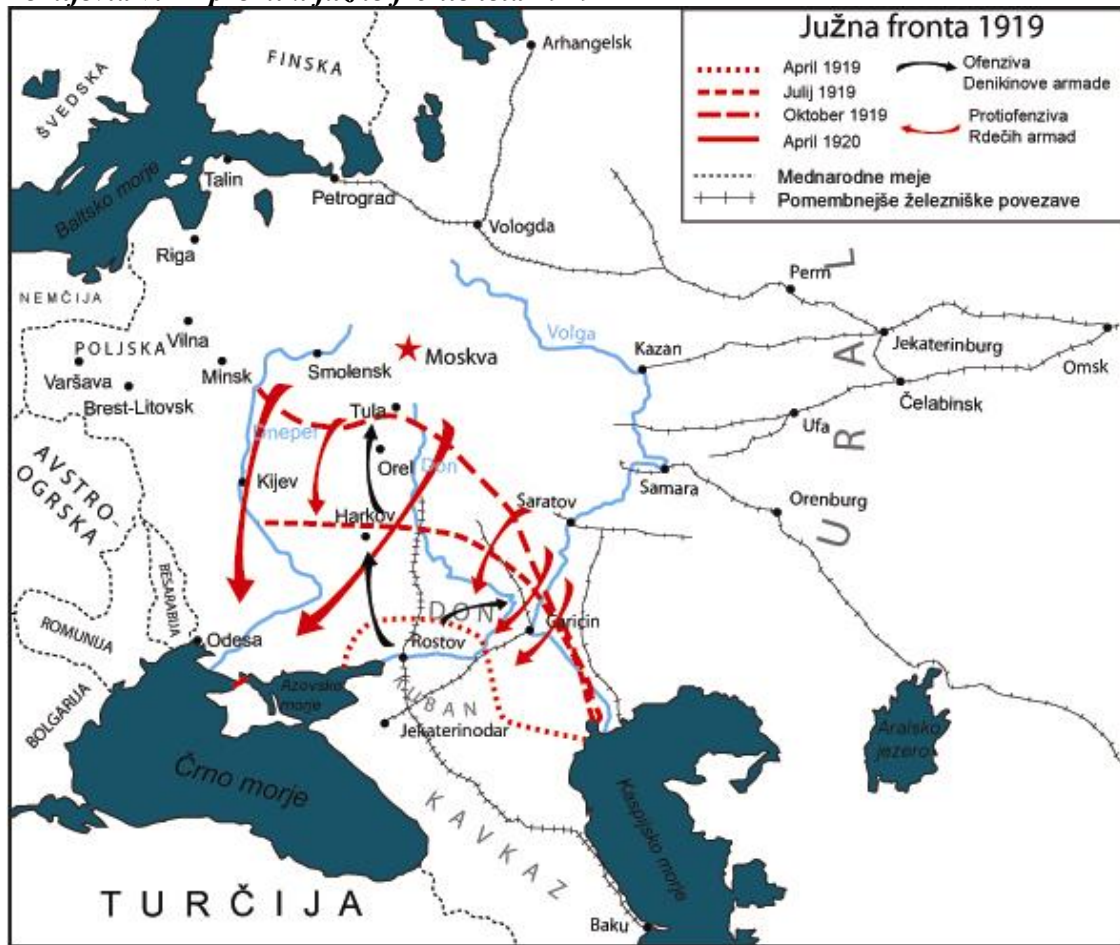 Južna fronta 1919
April 1919
Julij 1919
Oktober 1919
April 1920
Ofenziva
Denikinove armade
Protiofenziva
Rdečih armad
Mednarodne meje
Pomembnejše železniške povezave
Arhangelsk
FINSKA
ŠVEDSKA
Talin
Petrograd
Baltsko morje
Vologda
Riga
Perm
NEMČIJA
Volga
Vilna
Moskva
Kazan
Jekaterinburg
Omsk
POLJSKA
Varšava
Minsk
Smolensk
Brest-Litovsk
Čelabinsk
Tula
Ufa
Dneper
Orel
Don
URAL
AVSTRO-
OGRSKA
Kijev
Samara
Saratov
Orenburg
Harkov
BESARABIJA
DON
Caričin
ROMUNIJA
Odesa
Rostov
BOLGARIJA
Azovsko
morje
KUBAN
Jekaterinodar
Aralsko
jezero
Črno morje
KAVKAZ
Kaspijsko morje
TURČIJA
Baku